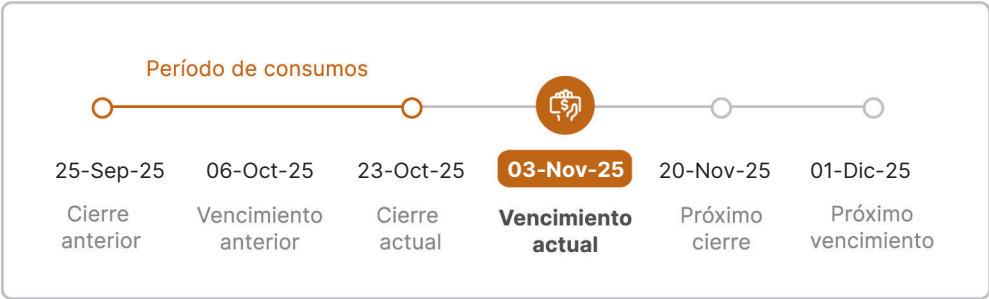 Período de consumos
$
25-Sep-25
06-Oct-25
23-Oct-25
03-Nov-25
20-Nov-25
01-Dic-25
Cierre
anterior
Vencimiento
anterior
Cierre
actual
Vencimiento
actual
Próximo
cierre
Próximo
vencimiento